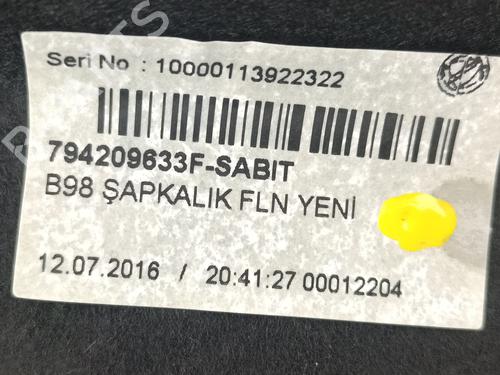 Seri No : 10000113922322
794209633F-SABIT
B98 ŞAPKALIK FLN YENİ
12.07.2016 / 20:41:27 00012204